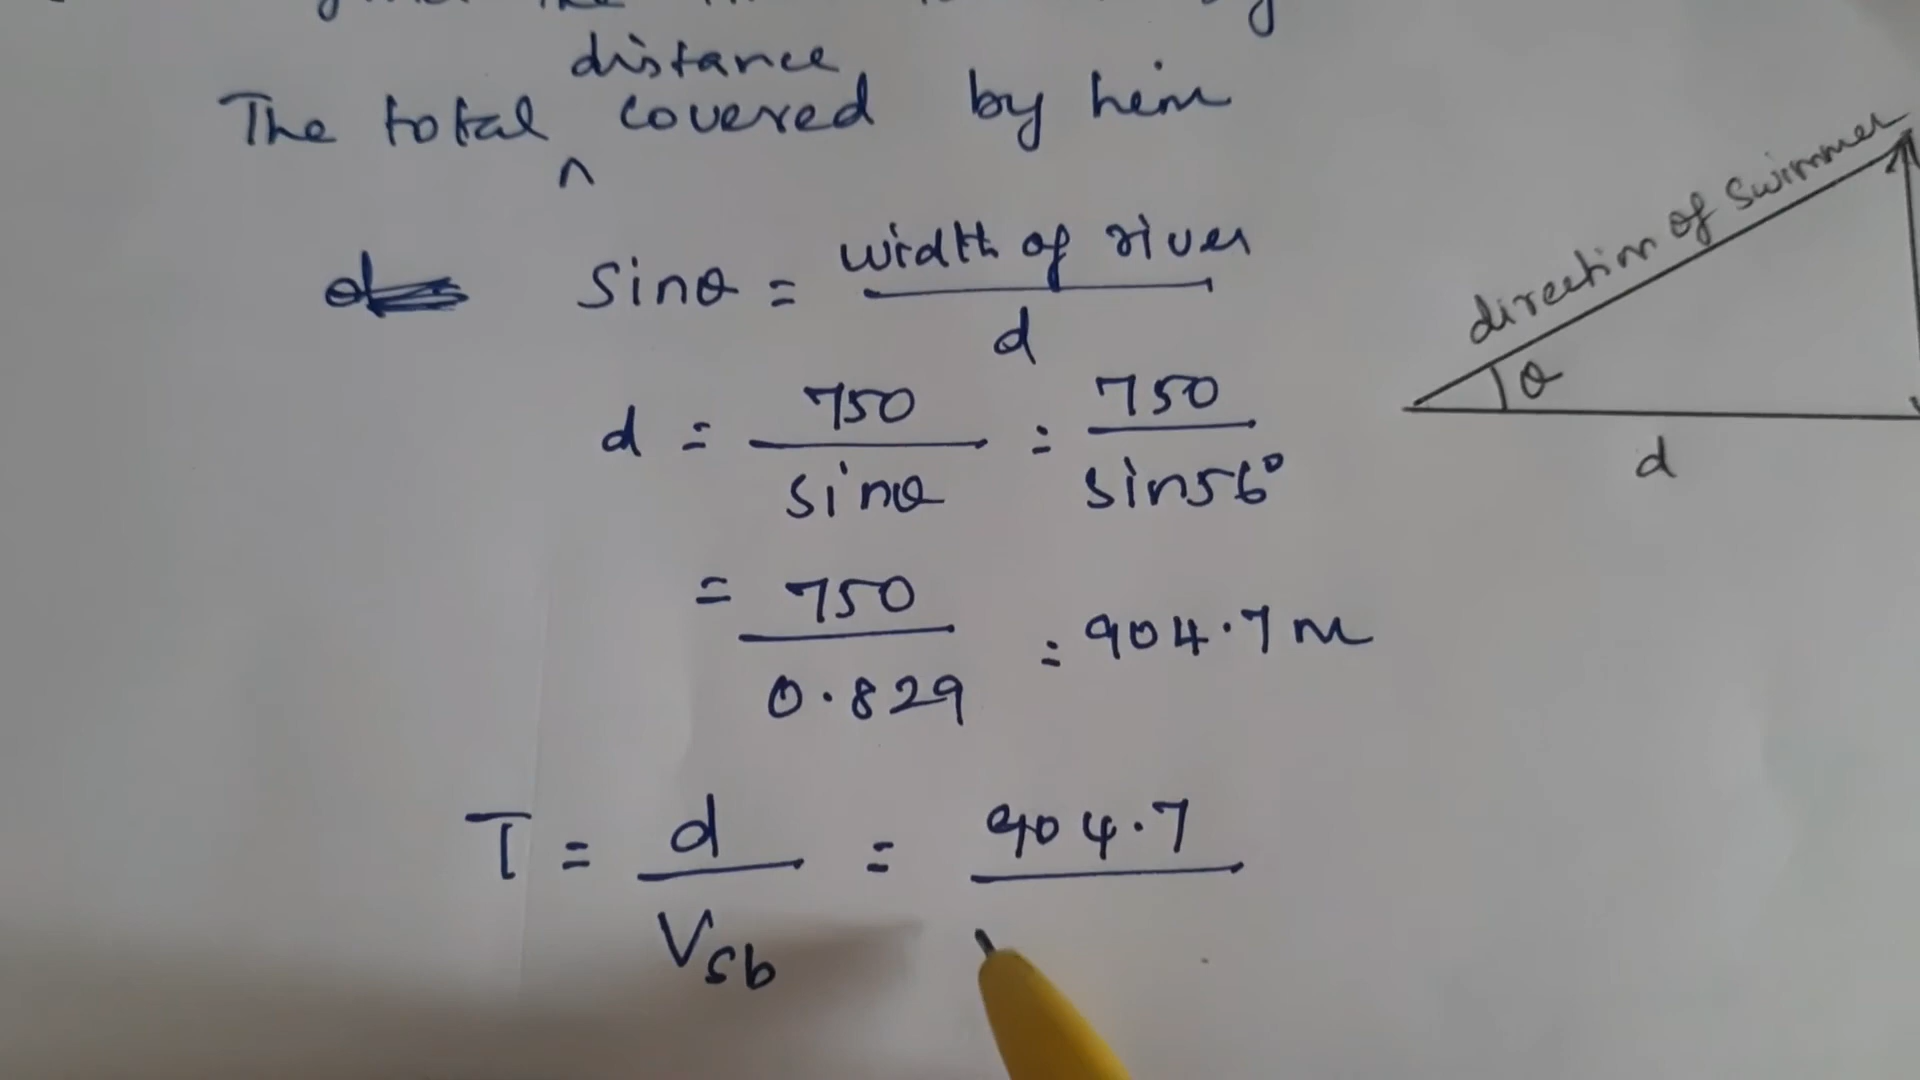 distance
The total ^ covered by him
Sinθ = width of river / d
d = 750 / sinθ = 750 / sin56°
= 750 / 0.829 = 904.7 m
T = d / Vsb = 904.7
direction of swimmer
θ
d